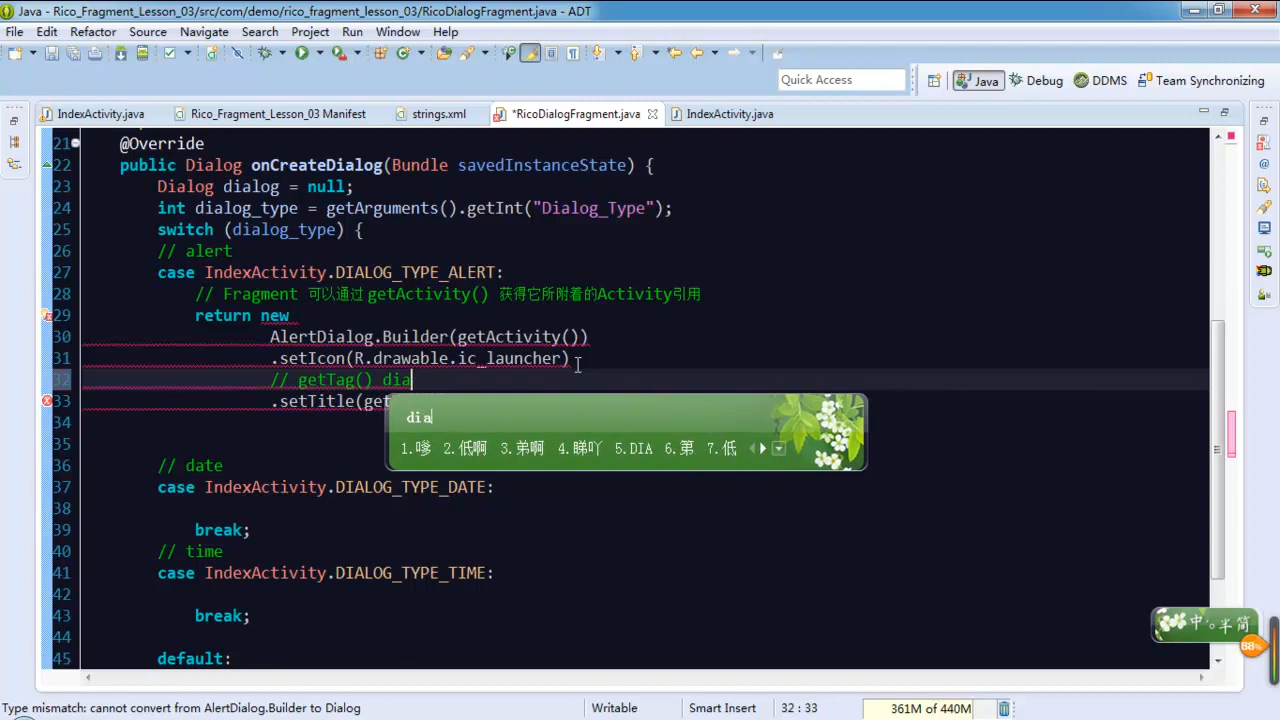 Java - Rico_Fragment_Lesson_03/src/com/demo/rico_fragment_lesson_03/RicoDialogFragment.java - ADT
File Edit Refactor Source Navigate Search Project Run Window Help
Quick Access
Java Debug DDMS Team Synchronizing
IndexActivity.java Rico_Fragment_Lesson_03 Manifest strings.xml *RicoDialogFragment.java IndexActivity.java
21 @Override
22 public Dialog onCreateDialog(Bundle savedInstanceState) {
23 Dialog dialog = null;
24 int dialog_type = getArguments().getInt("Dialog_Type");
25 switch (dialog_type) {
26 // alert
27 case IndexActivity.DIALOG_TYPE_ALERT:
28 // Fragment 可以通过 getActivity() 获得它所附着的Activity引用
29 return new
30 AlertDialog.Builder(getActivity())
31 .setIcon(R.drawable.ic_launcher)
32 // getTag() dia
33 .setTitle(get
dia
34
1.嗲 2.低啊 3.弟啊 4.睇吖 5.DIA 6.第 7.低
36 // date
37 case IndexActivity.DIALOG_TYPE_DATE:
38
39 break;
40 // time
41 case IndexActivity.DIALOG_TYPE_TIME:
42
43 break;
中 半 简
44
88%
45 default:
Type mismatch: cannot convert from AlertDialog.Builder to Dialog Writable Smart Insert 32 : 33 361M of 440M